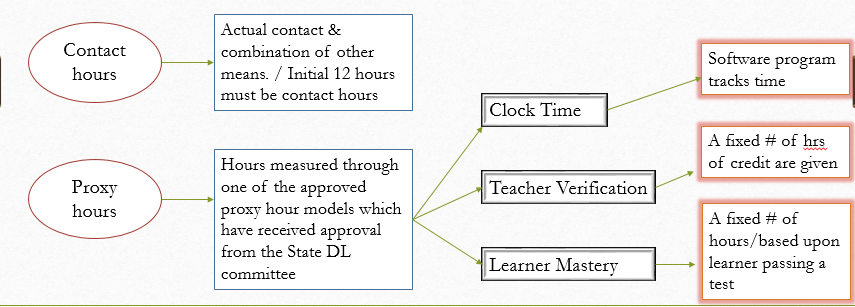 Contact
hours
Actual contact &
combination of other
means. / Initial 12 hours
must be contact hours
Proxy
hours
Hours measured through
one of the approved
proxy hour models which
have received approval
from the State DL
committee
Clock Time
Software program
tracks time
Teacher Verification
A fixed # of hrs
of credit are given
Learner Mastery
A fixed # of
hours/based upon
learner passing a
test